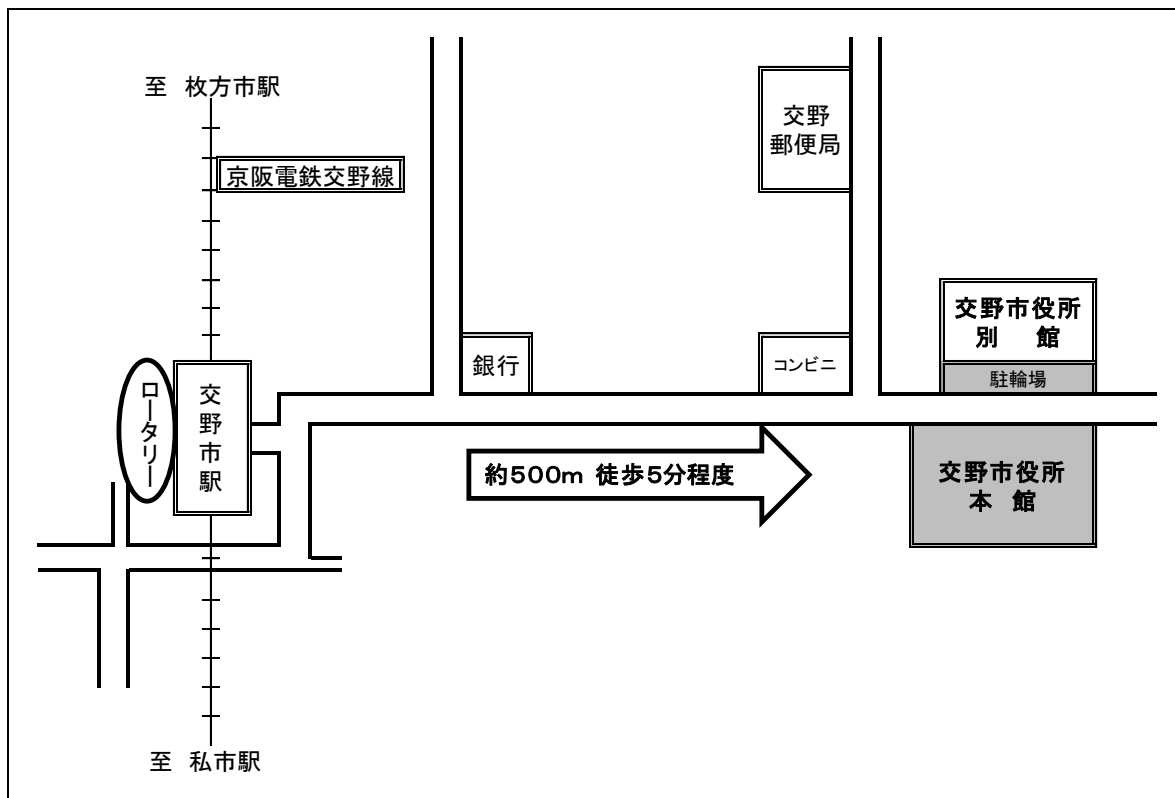 至 枚方市駅
京阪電鉄交野線
交野
郵便局
交野市役所
別 館
駐輪場
銀行
コンビニ
ロータリー
交野市駅
約500m 徒歩5分程度
交野市役所
本 館
至 私市駅